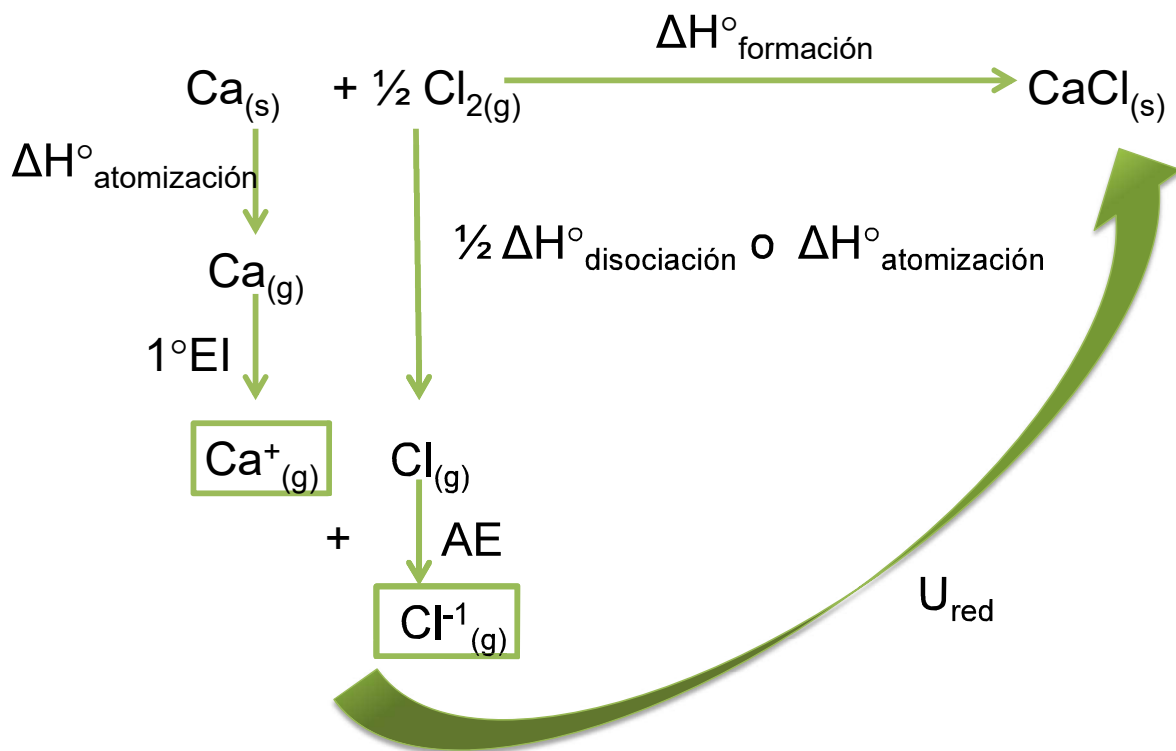 ΔH°formación
Ca(s) + ½ Cl2(g) CaCl(s)
ΔH°atomización
½ ΔH°disociación o ΔH°atomización
Ca(g)
1°EI
Ca+(g) Cl(g)
+ AE
Cl-1(g)
Ured